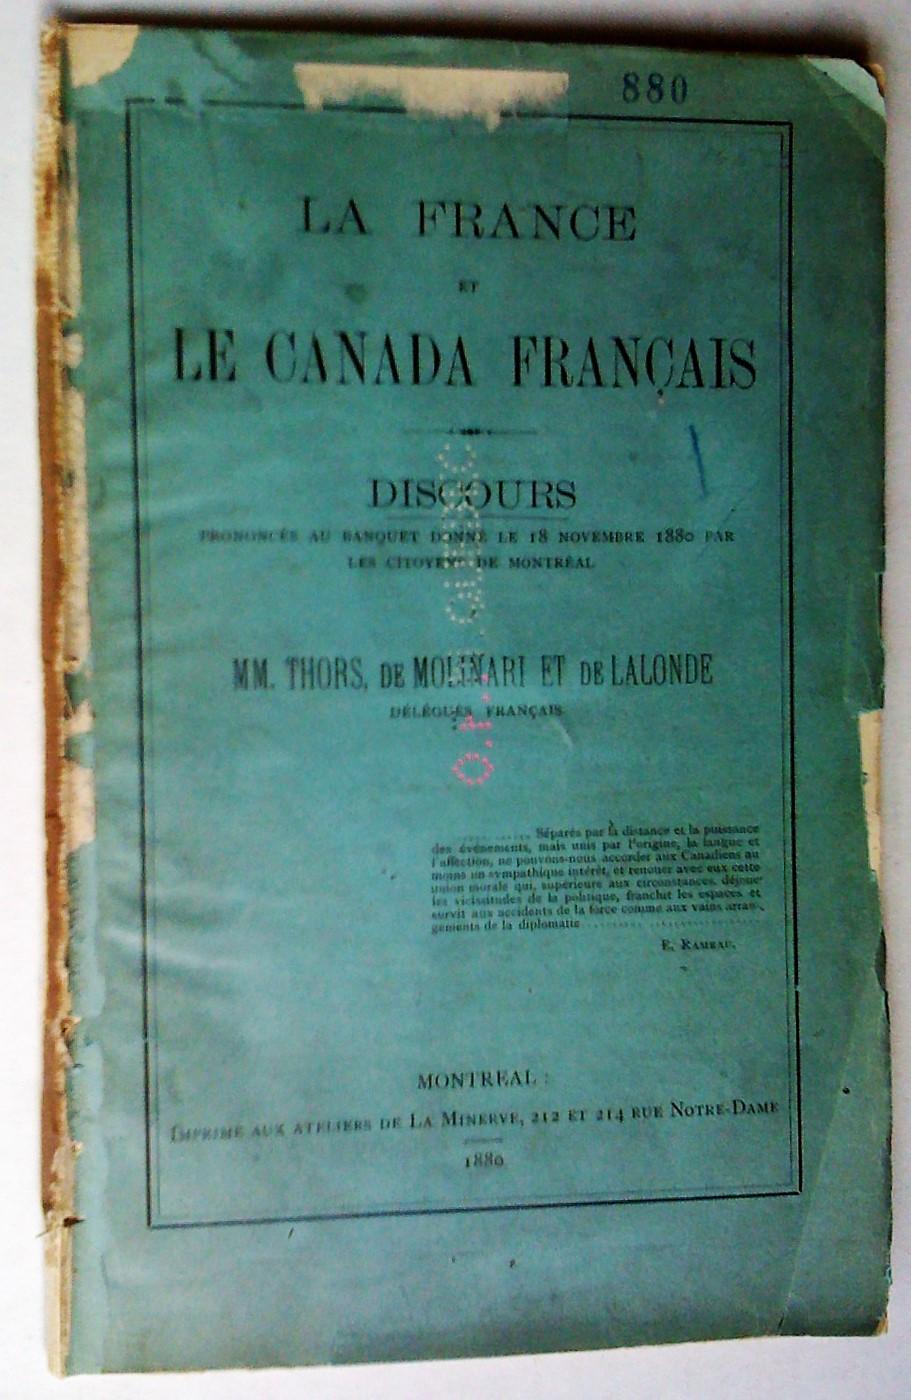 880
LA FRANCE
ET
LE CANADA FRANÇAIS
DISCOURS
PRONONCÉS AU BANQUET DONNÉ LE 18 NOVEMBRE 1880 PAR
LES CITOYENS DE MONTRÉAL
MM. THORS, DE MOLINARI ET DE LALONDE
DÉLÉGUÉS FRANÇAIS
Séparés par la distance et la puissance
des événements, mais unis par l'origine, la langue et
l'affection, ne pouvons-nous accorder aux Canadiens au
moins un sympathique intérêt, et renouer avec eux cette
union morale qui, supérieure aux circonstances, déjoue
les vicissitudes de la politique, franchit les espaces et
survit aux accidents de la force comme aux vains arran-
gements de la diplomatie
E. RAMEAU.
MONTREAL :
IMPRIMÉ AUX ATELIERS DE LA MINERVE, 212 ET 214 RUE NOTRE-DAME
1880